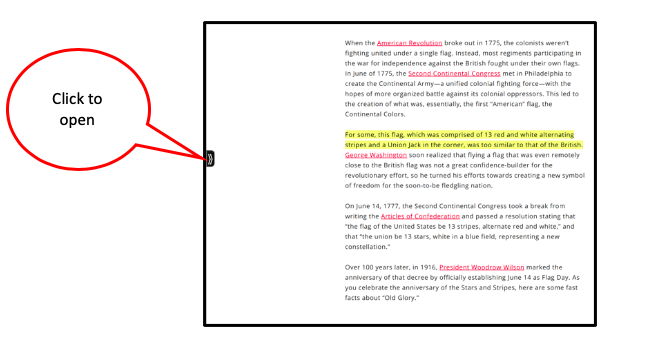 Click to
open
When the American Revolution broke out in 1775, the colonists weren't
fighting united under a single flag. Instead, most regiments participating in
the war for independence against the British fought under their own flags.
In June of 1775, the Second Continental Congress met in Philadelphia to
create the Continental Army—a unified colonial fighting force—with the
hopes of more organized battle against its colonial oppressors. This led to
the creation of what was, essentially, the first "American" flag, the
Continental Colors.
For some, this flag, which was comprised of 13 red and white alternating
stripes and a Union Jack in the corner, was too similar to that of the British.
George Washington soon realized that flying a flag that was even remotely
close to the British flag was not a great confidence-builder for the
revolutionary effort, so he turned his efforts towards creating a new symbol
of freedom for the soon-to-be fledgling nation.
On June 14, 1777, the Second Continental Congress took a break from
writing the Articles of Confederation and passed a resolution stating that
"the flag of the United States be 13 stripes, alternate red and white," and
that "the union be 13 stars, white in a blue field, representing a new
constellation."
Over 100 years later, in 1916, President Woodrow Wilson marked the
anniversary of that decree by officially establishing June 14 as Flag Day. As
you celebrate the anniversary of the Stars and Stripes, here are some fast
facts about "Old Glory."